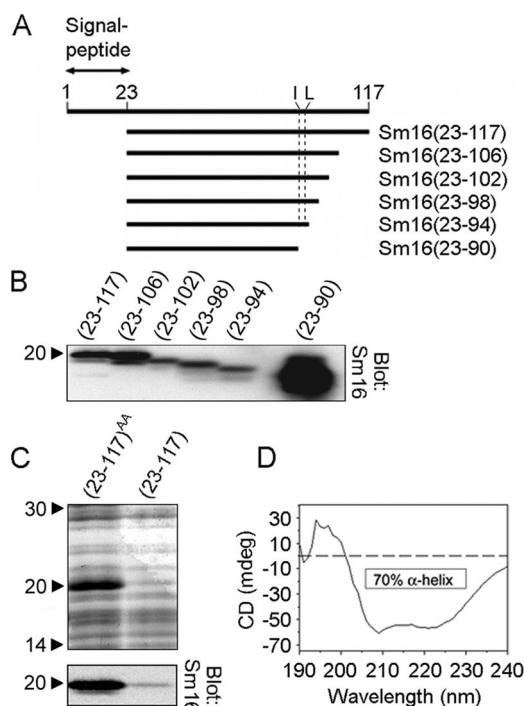 A
Signal-
peptide
1 23 I L 117
Sm16(23-117)
Sm16(23-106)
Sm16(23-102)
Sm16(23-98)
Sm16(23-94)
Sm16(23-90)
B
(23-117)
(23-106)
(23-102)
(23-98)
(23-94)
(23-90)
20
Blot:
Sm16
C
(23-117)AA
(23-117)
30
20
14
20
Blot:
Sm16
D
CD (mdeg)
30
10
-10
-30
-50
-70
70% α-helix
190 200 210 220 230 240
Wavelength (nm)